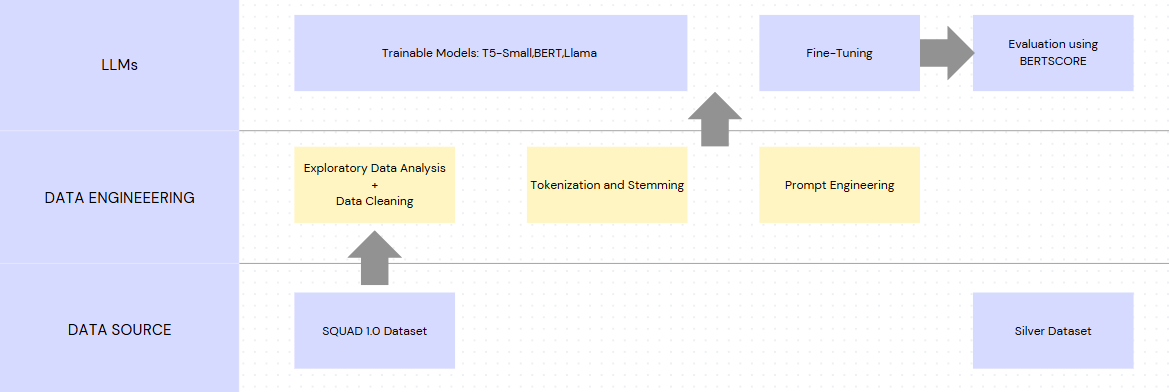 LLMs
Trainable Models: T5-Small,BERT,Llama
Fine-Tuning
Evaluation using
BERTSCORE
DATA ENGINEEERING
Exploratory Data Analysis
+
Data Cleaning
Tokenization and Stemming
Prompt Engineering
DATA SOURCE
SQUAD 1.0 Dataset
Silver Dataset